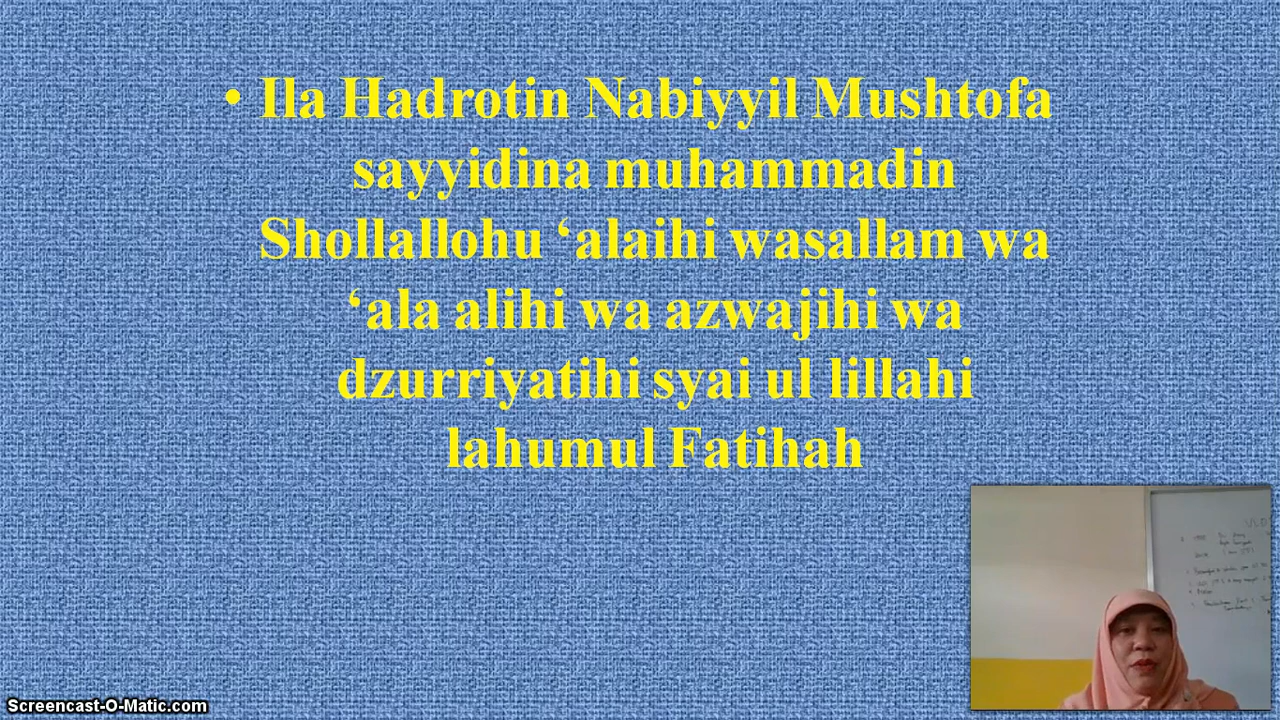 • Ila Hadrotin Nabiyyil Mushtofa
sayyidina muhammadin
Shollallohu ‘alaihi wasallam wa
‘ala alihi wa azwajihi wa
dzurriyatihi syai ul lillahi
lahumul Fatihah
Screencast-O-Matic.com